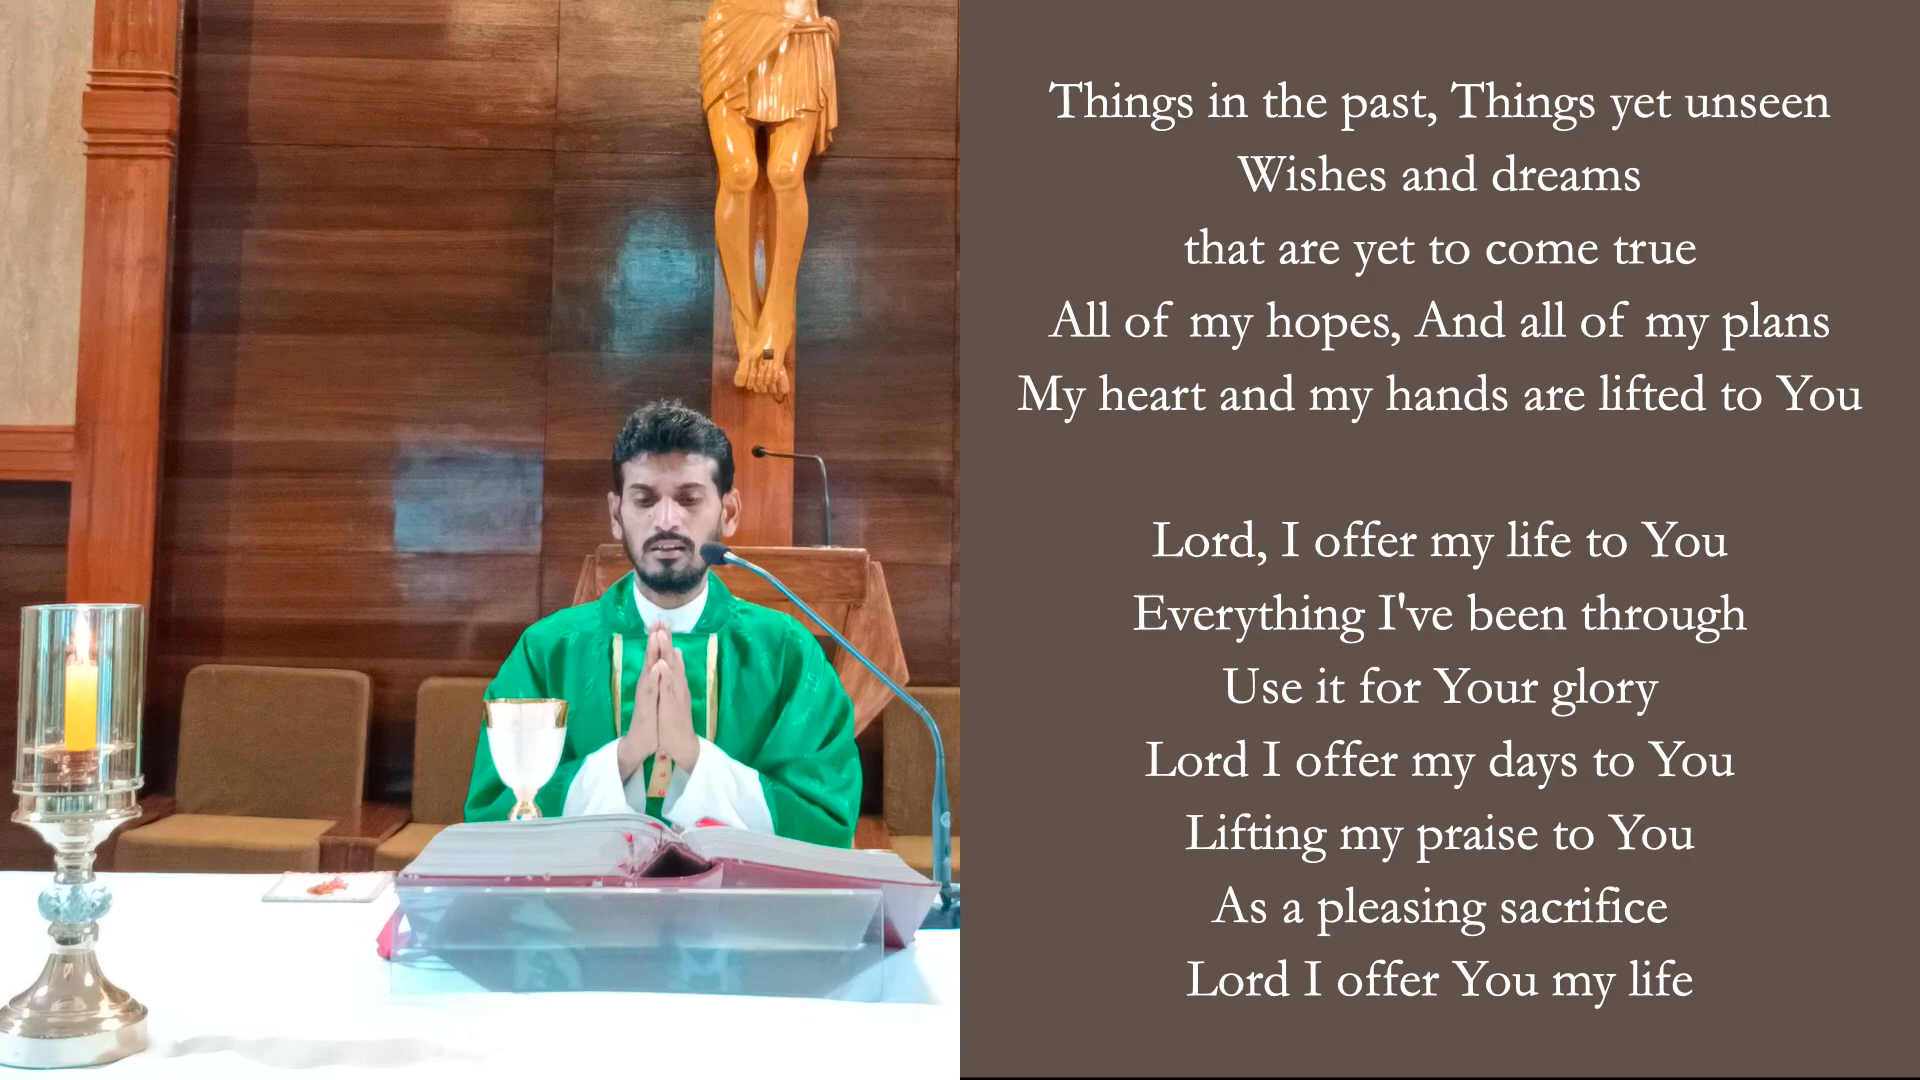 Things in the past, Things yet unseen
Wishes and dreams
that are yet to come true
All of my hopes, And all of my plans
My heart and my hands are lifted to You
Lord, I offer my life to You
Everything I've been through
Use it for Your glory
Lord I offer my days to You
Lifting my praise to You
As a pleasing sacrifice
Lord I offer You my life